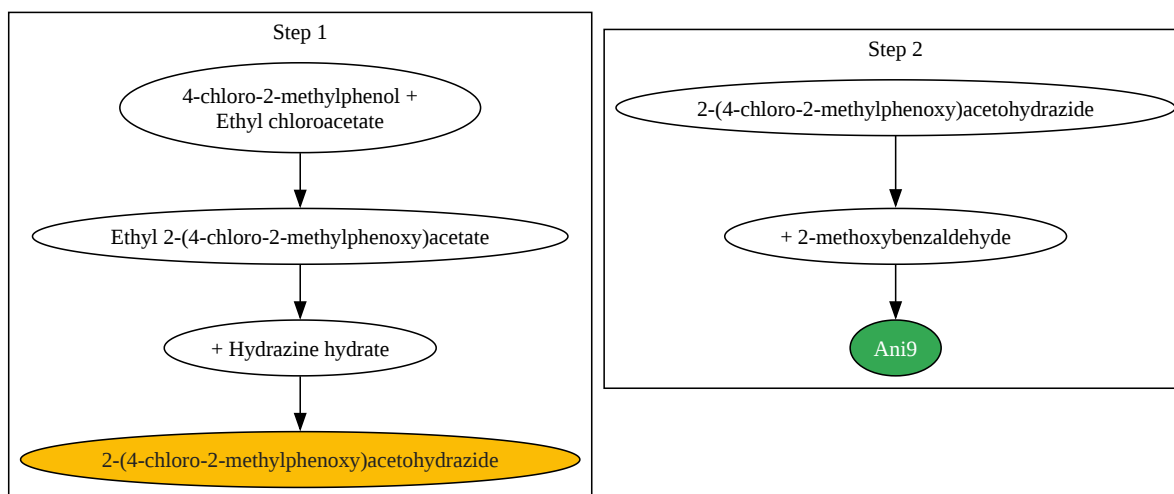 Step 1
4-chloro-2-methylphenol +
Ethyl chloroacetate
Ethyl 2-(4-chloro-2-methylphenoxy)acetate
+ Hydrazine hydrate
2-(4-chloro-2-methylphenoxy)acetohydrazide
Step 2
2-(4-chloro-2-methylphenoxy)acetohydrazide
+ 2-methoxybenzaldehyde
Ani9